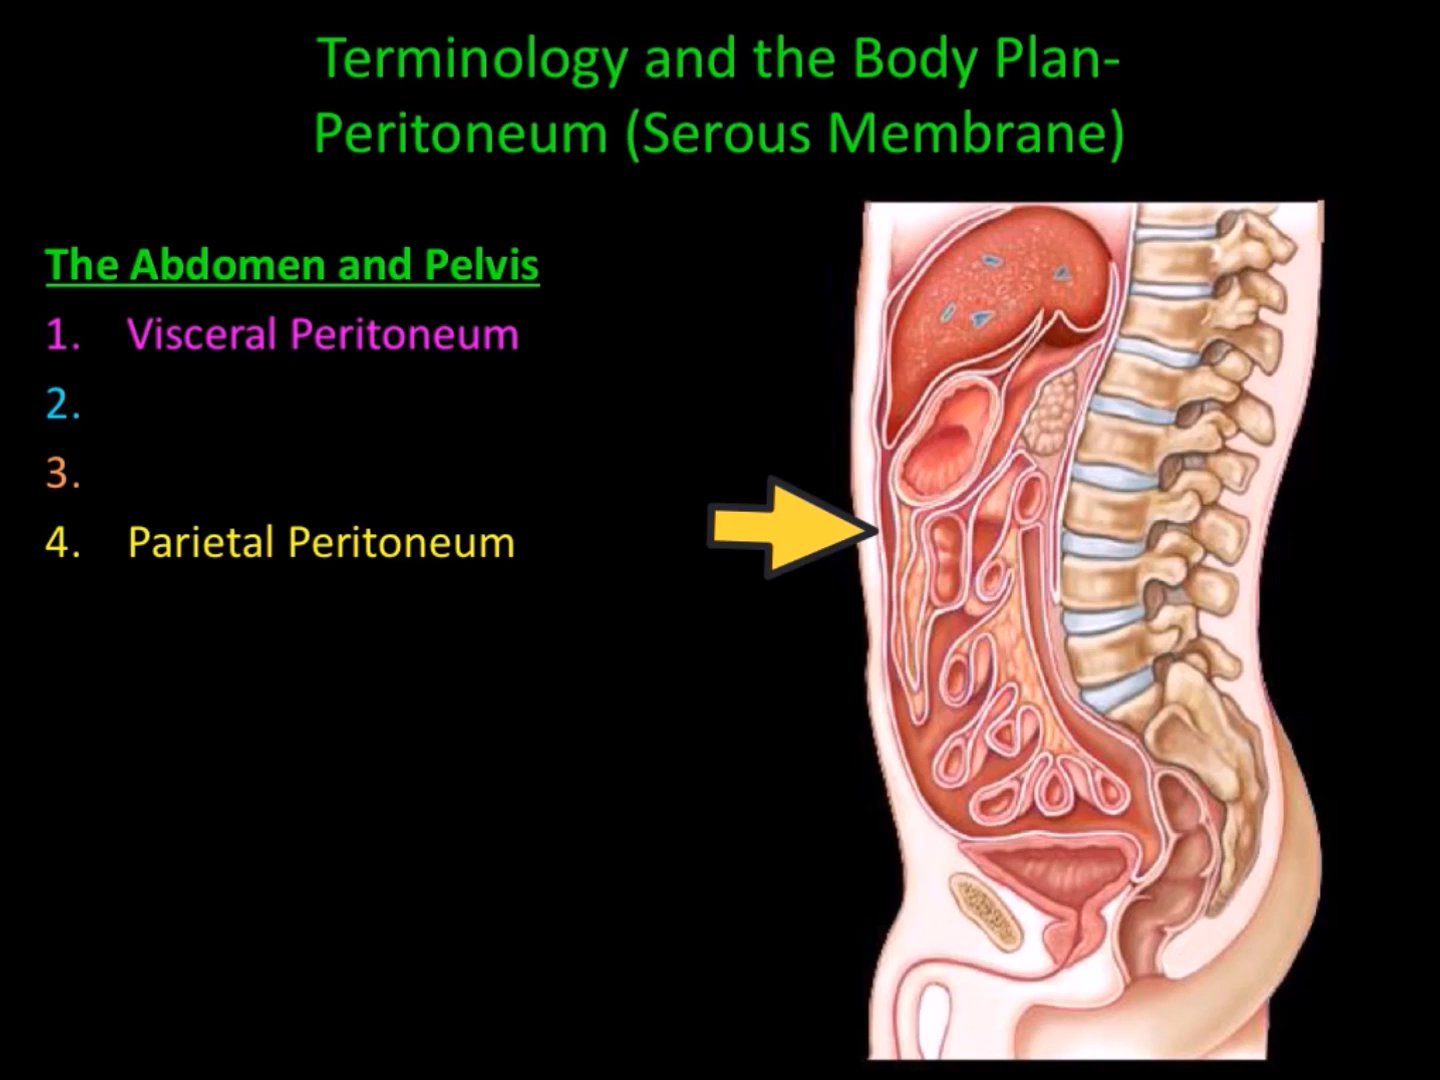 Terminology and the Body Plan-
Peritoneum (Serous Membrane)
The Abdomen and Pelvis
1. Visceral Peritoneum
2.
3.
4. Parietal Peritoneum